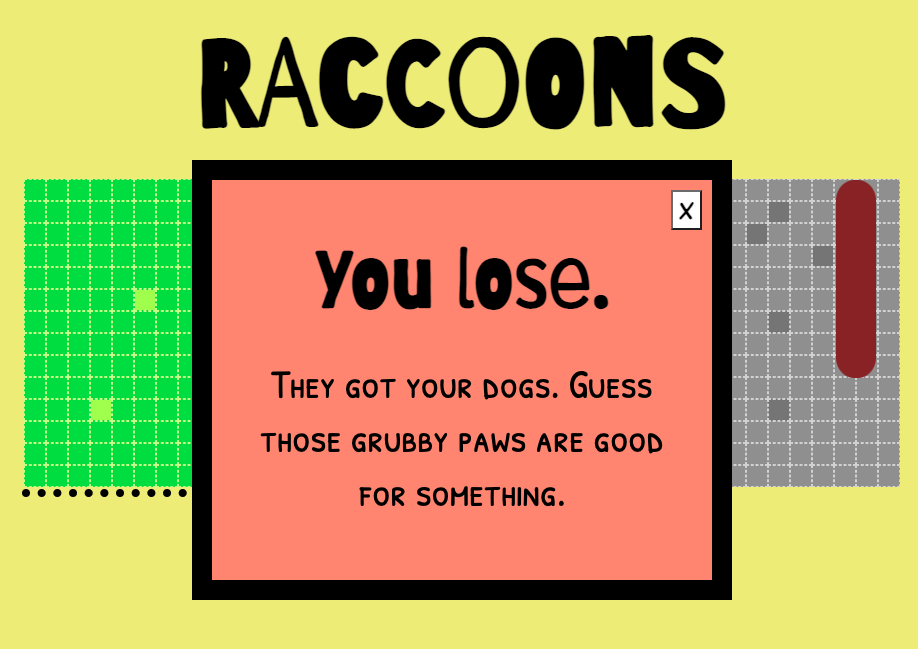 RACCOONS
X
You lose.
They got your dogs. Guess
those grubby paws are good
for something.